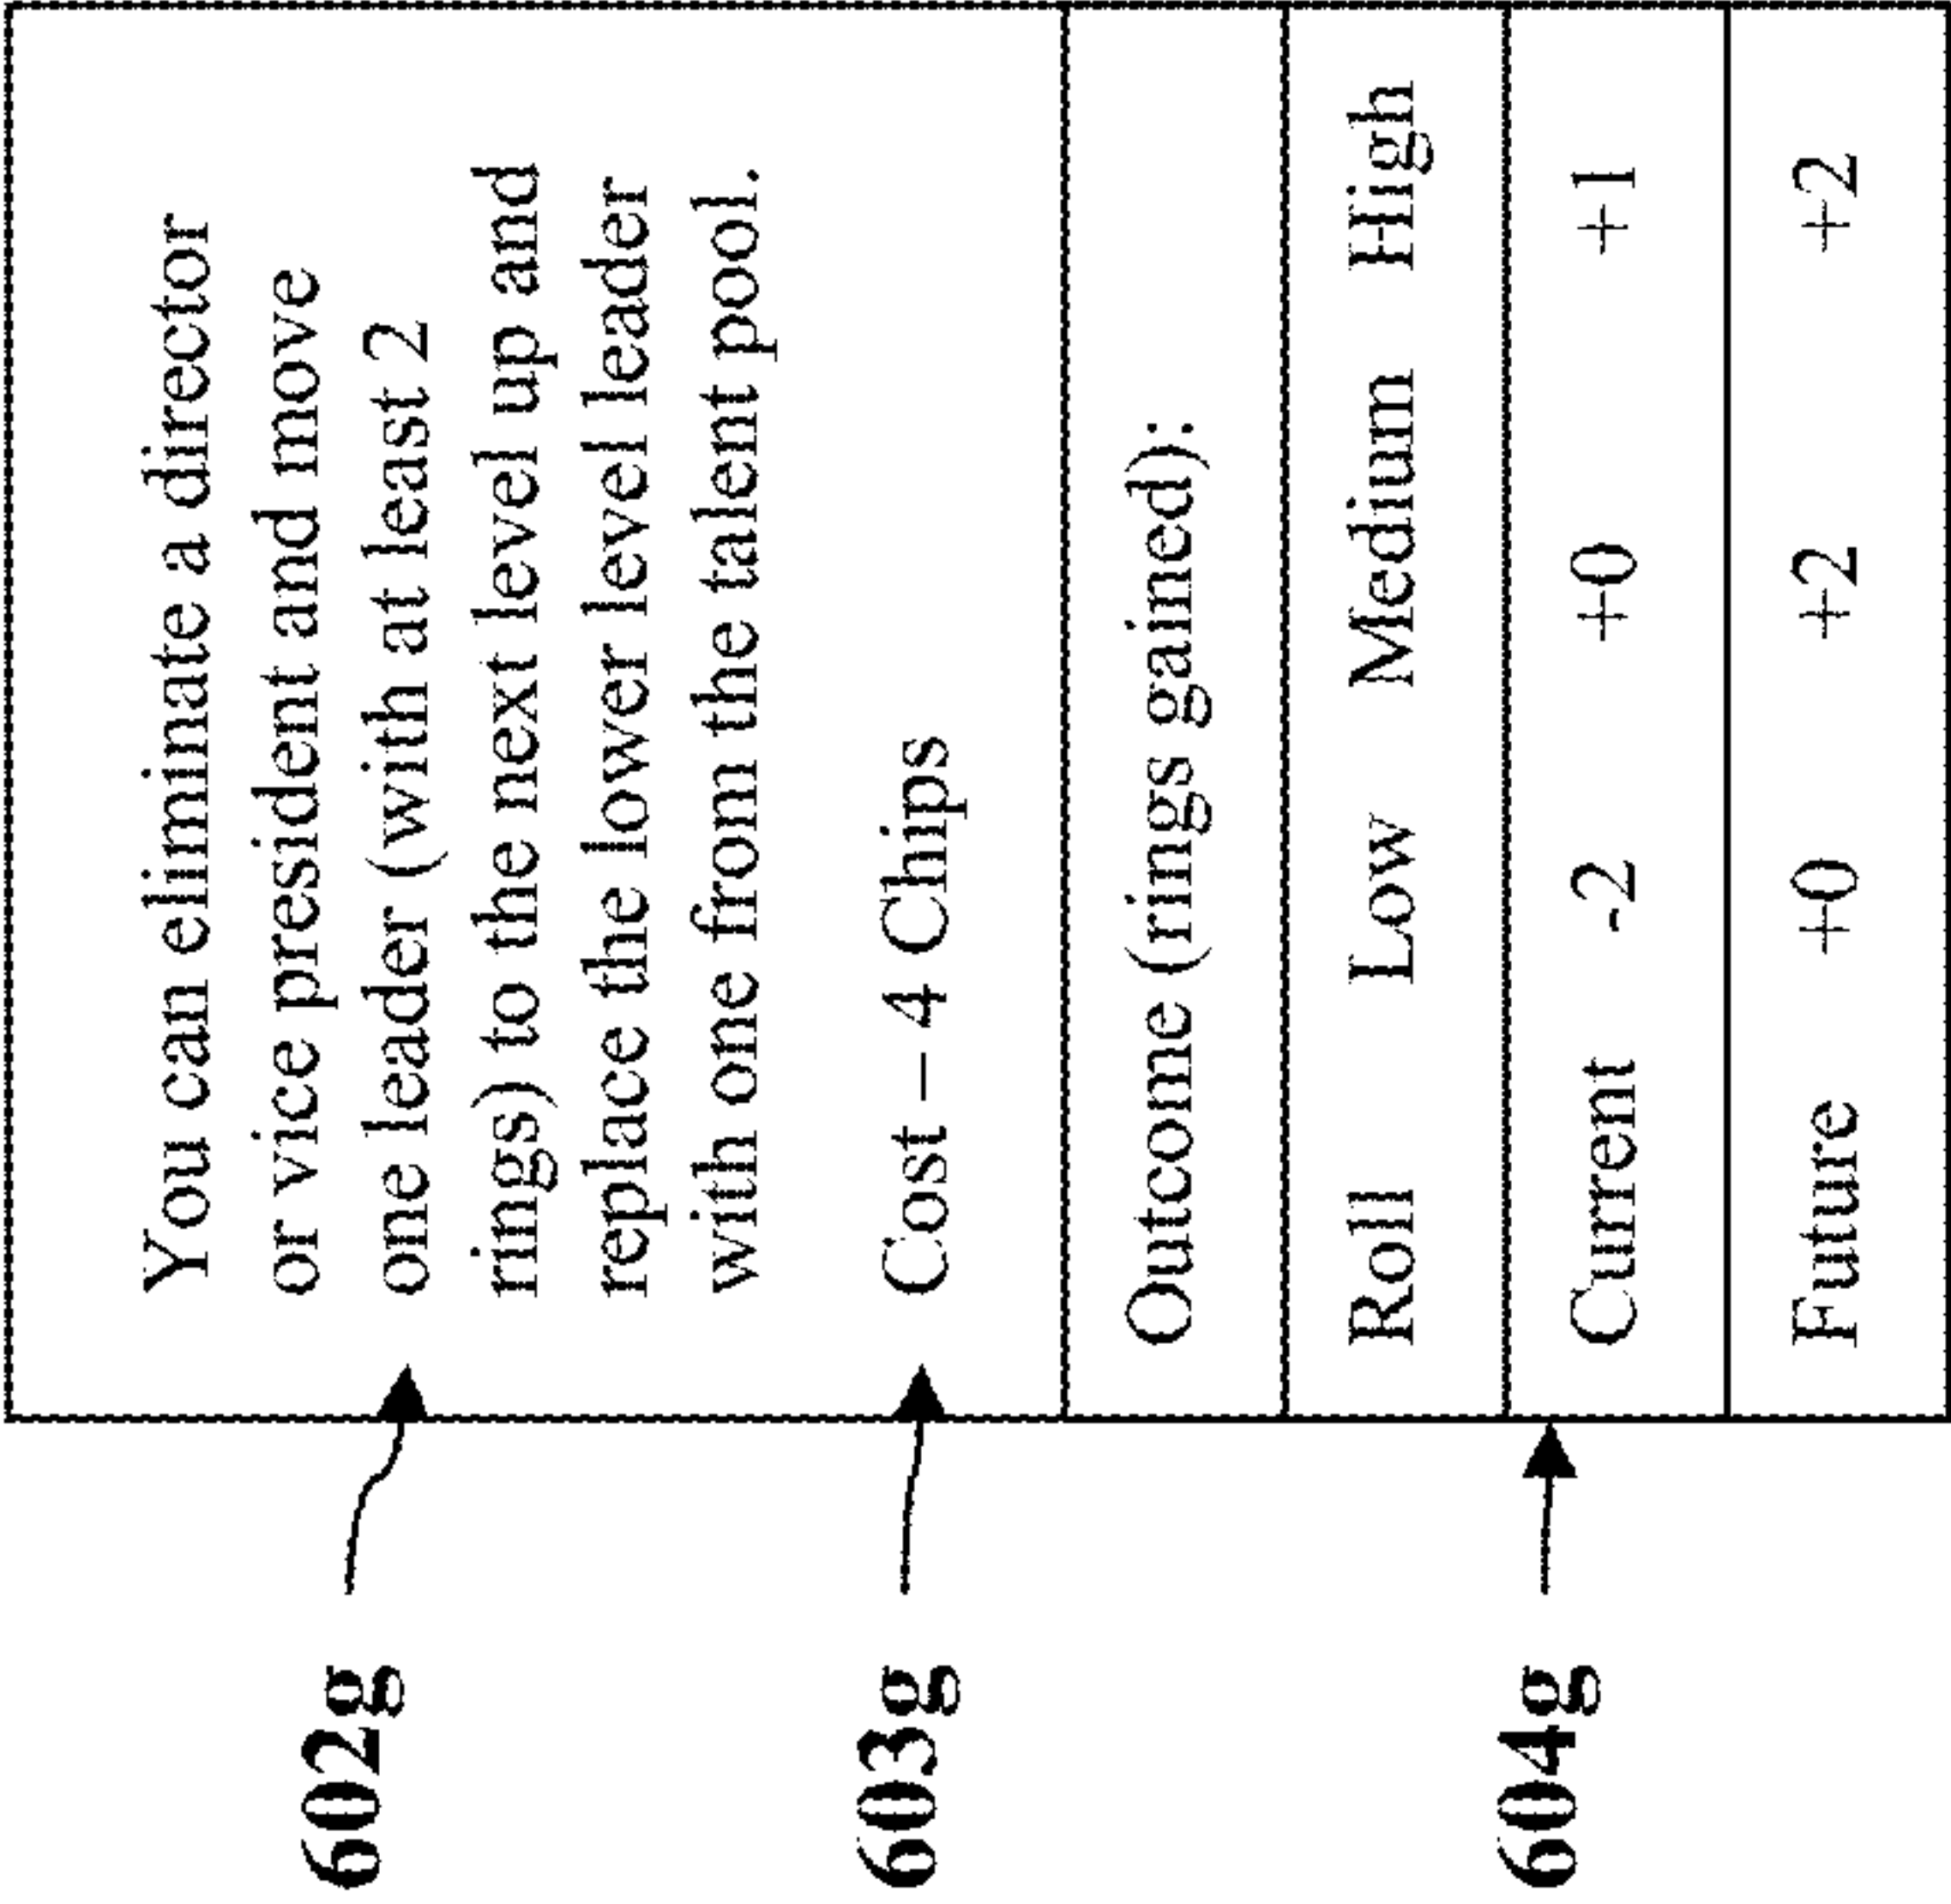 You can eliminate a director
or vice president and move
one leader (with at least 2
rings) to the next level up and
replace the lower level leader
with one from the talent pool.
Cost – 4 Chips
Outcome (rings gained):
Roll Low Medium High
Current -2 +0 +1
Future +0 +2 +2
602g
603g
604g